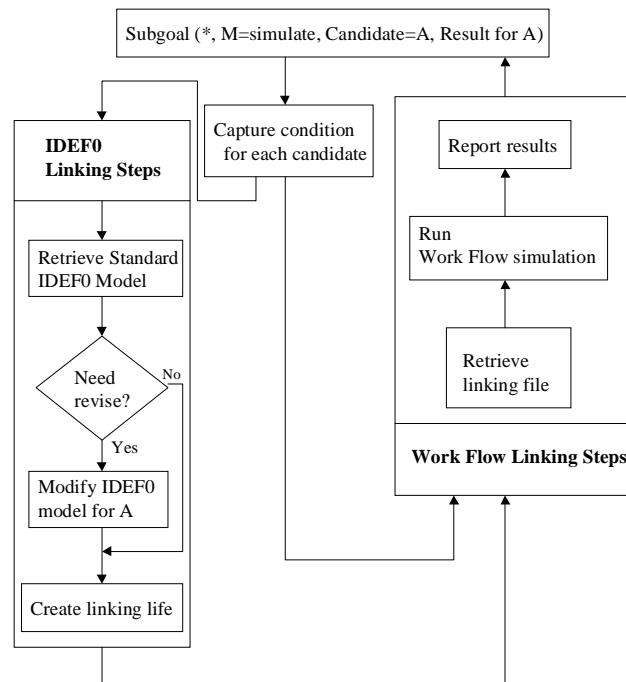 Subgoal (*, M=simulate, Candidate=A, Result for A)
Capture condition
for each candidate
IDEF0
Linking Steps
Retrieve Standard
IDEF0 Model
Need
revise?
No
Yes
Modify IDEF0
model for A
Create linking life
Report results
Run
Work Flow simulation
Retrieve
linking file
Work Flow Linking Steps